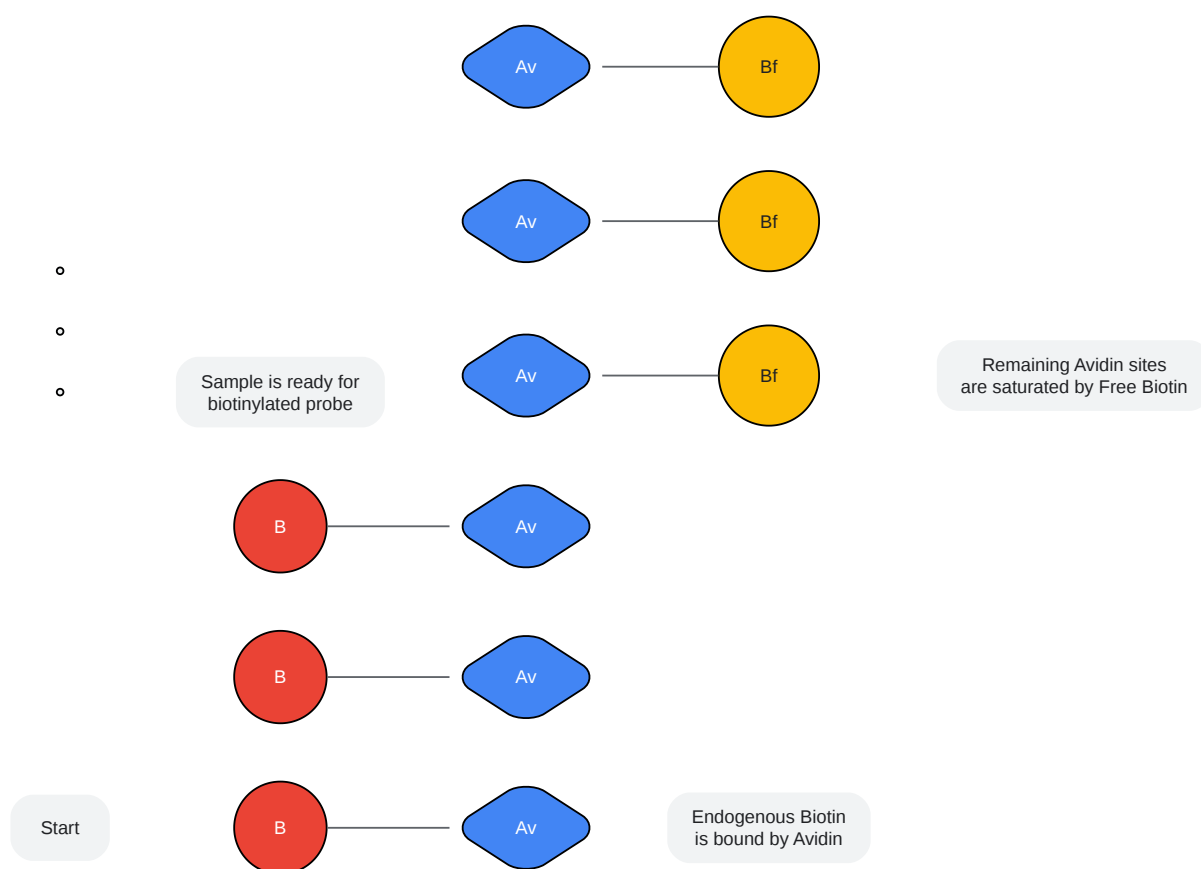 Av
Bf
Av
Bf
Av
Bf
Sample is ready for
biotinylated probe
Remaining Avidin sites
are saturated by Free Biotin
B
Av
B
Av
Start
B
Av
Endogenous Biotin
is bound by Avidin